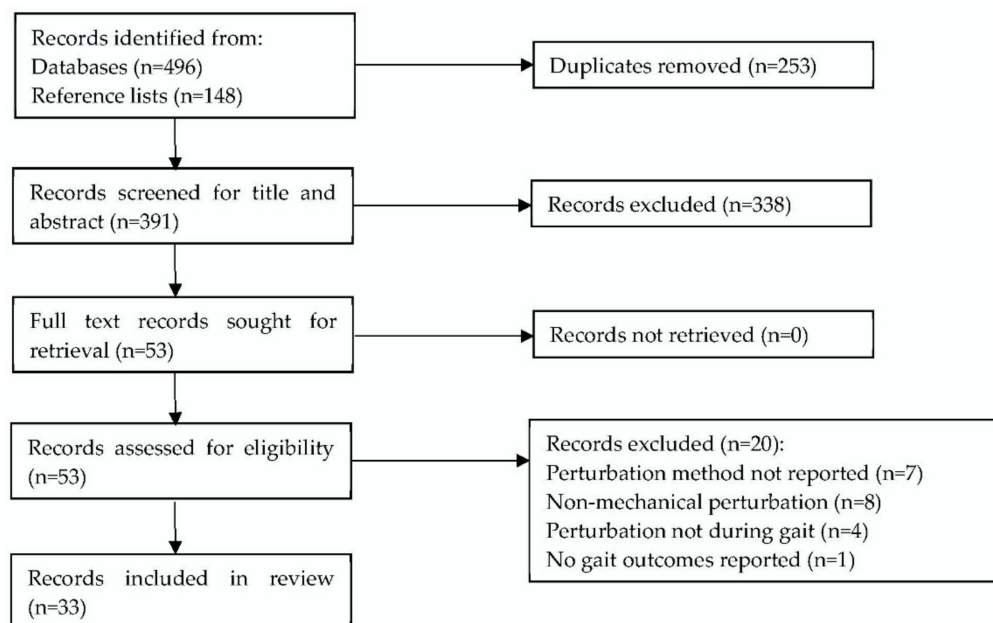 Records identified from:
Databases (n=496)
Reference lists (n=148)
Duplicates removed (n=253)
Records screened for title and
abstract (n=391)
Records excluded (n=338)
Full text records sought for
retrieval (n=53)
Records not retrieved (n=0)
Records assessed for eligibility
(n=53)
Records excluded (n=20):
Perturbation method not reported (n=7)
Non-mechanical perturbation (n=8)
Perturbation not during gait (n=4)
No gait outcomes reported (n=1)
Records included in review
(n=33)